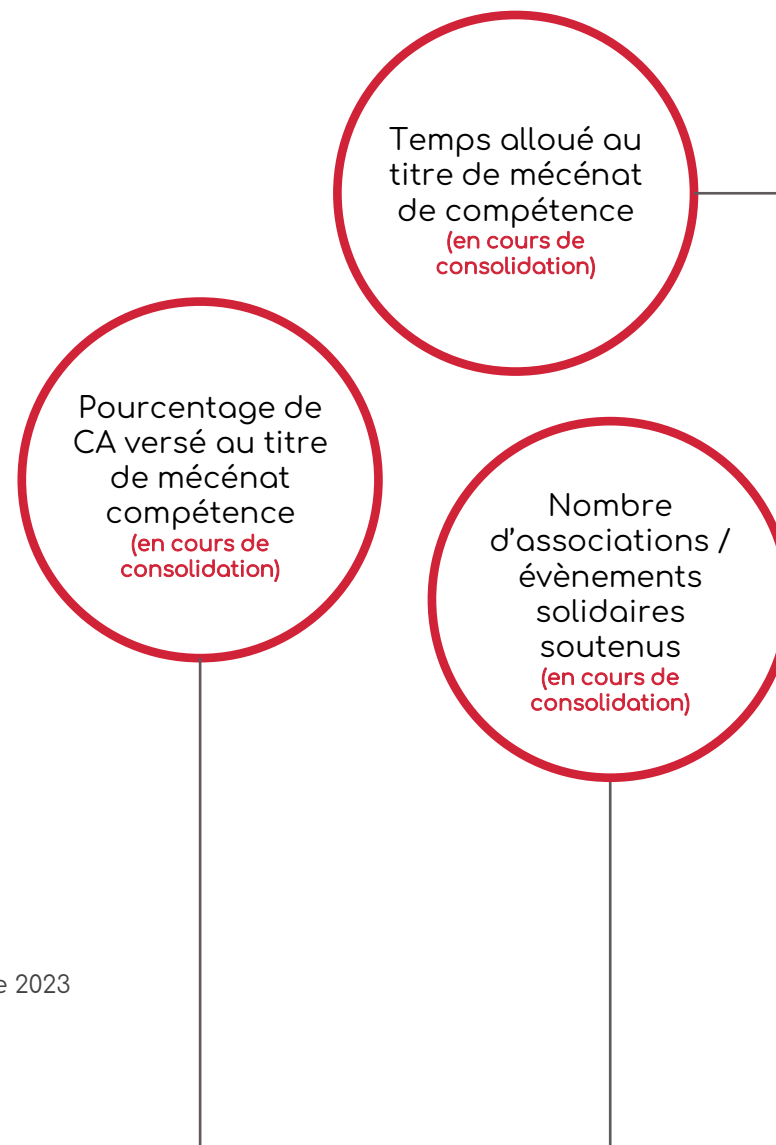 Temps alloué au
titre de mécénat
de compétence
(en cours de
consolidation)
Pourcentage de
CA versé au titre
de mécénat
compétence
(en cours de
consolidation)
Nombre
d'associations /
évènements
solidaires
soutenus
(en cours de
consolidation)
e 2023